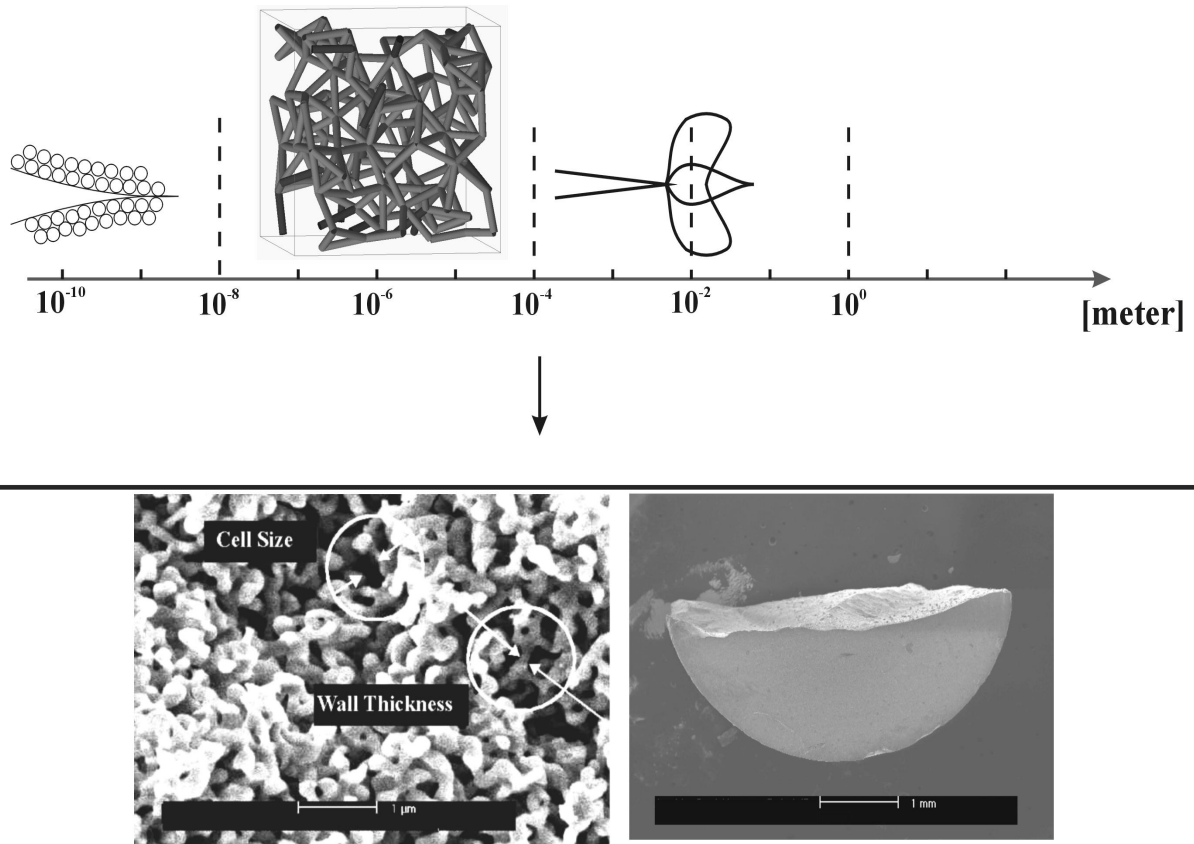 10⁻¹⁰ 10⁻⁸ 10⁻⁶ 10⁻⁴ 10⁻² 10⁰ [meter]
Cell Size
Wall Thickness
1 µm
1 mm